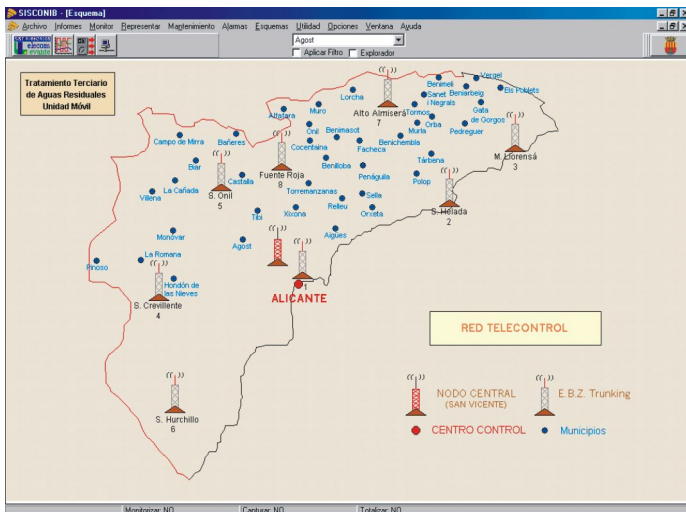 SISCONIB - [Esquema]
Archivo Informes Monitor Representar Mantenimiento Alarmas Esquemas Utilidad Opciones Ventana Ayuda
Agost
Aplicar Filtro Explorador
Tratamiento Terciario
de Aguas Residuales
Unidad Móvil
Alto Almiserá
7
Lorcha
Muro
Alfafara
Benimeli
Vergel
Sanet
i Negrals
Beniarbeig
Els Poblets
Tormos
Gata
de Gorgos
Orba
Murla
Pedreguer
M. Llorensá
3
Campo de Mirra
Bañeres
Onil
Benimasot
Cocentaina
Facheca
Benichembla
Tárbena
Biar
Fuente Roja
8
Benilloba
Penáguila
Polop
Castalla
S. Onil
5
La Cañada
Villena
Torremanzanas
Sella
Relleu
Orxeta
S. Helada
2
Tibi
Xixona
Monóvar
Agost
Aigües
La Romana
Pinoso
Hondón de
las Nieves
S. Crevillente
4
1
ALICANTE
RED TELECONTROL
S. Hurchillo
6
NODO CENTRAL
(SAN VICENTE)
E.B.Z. Trunking
CENTRO CONTROL
Municipios
Monitorizar: NO Capturar: NO Totalizar: NO